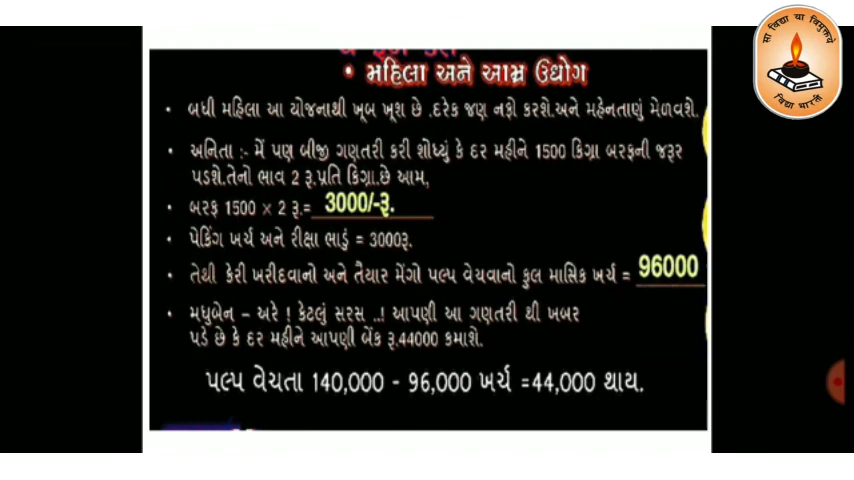 सा विद्या या विमुक्तये
विद्या भारती
• મહિલા અને આમ્ર ઉધોગ
• બધી મહિલા આ યોજનાથી ખૂબ ખૂશ છે .દરેક જણ નફો કરશે.અને મહેનતાણું મેળવશે.
• અનિતા :- મેં પણ બીજી ગણતરી કરી શોધ્યું કે દર મહીને 1500 કિગ્રા બરફની જરૂર
પડશે.તેનો ભાવ 2 રૂ.પ્રતિ કિગ્રા.છે આમ,
• બરફ 1500 × 2 રૂ.= 3000/-રૂ.
• પેકિંગ ખર્ચ અને રીક્ષા ભાડું = 3000રૂ.
• તેથી કેરી ખરીદવાનો અને તૈયાર મેંગો પલ્પ વેચવાનો કુલ માસિક ખર્ચ = 96000
• મધુબેન – અરે ! કેટલું સરસ ..! આપણી આ ગણતરી થી ખબર
પડે છે કે દર મહીને આપણી બેંક રૂ.44000 કમાશે.
પલ્પ વેચતા 140,000 - 96,000 ખર્ચ =44,000 થાય.